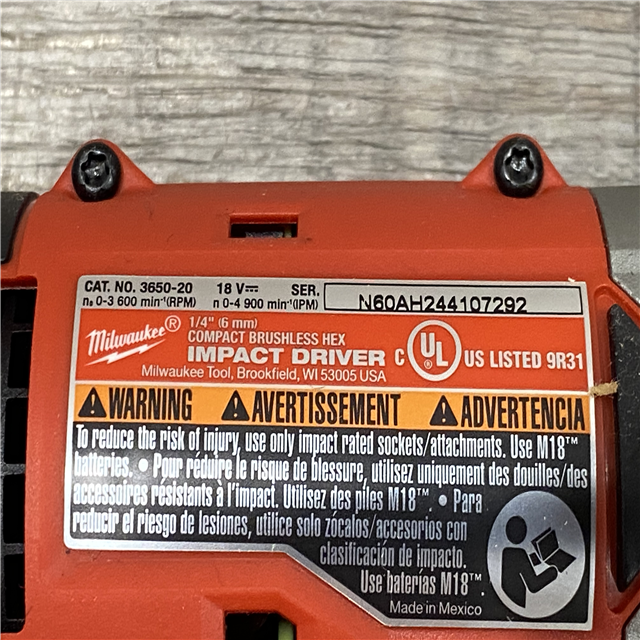 CAT. NO. 3650-20 18 V⎓ SER. N60AH244107292
n₀ 0-3 600 min⁻¹(RPM) n 0-4 900 min⁻¹(IPM)
Milwaukee®
1/4" (6 mm)
COMPACT BRUSHLESS HEX
IMPACT DRIVER
Milwaukee Tool, Brookfield, WI 53005 USA
C UL® US LISTED 9R31
WARNING AVERTISSEMENT ADVERTENCIA
To reduce the risk of injury, use only impact rated sockets/attachments. Use M18™
batteries. • Pour réduire le risque de blessure, utilisez uniquement des douilles/des
accessoires résistants à l'impact. Utilisez des piles M18™. • Para
reducir el riesgo de lesiones, utilice solo zócalos/accesorios con
clasificación de impacto.
Use baterías M18™.
Made in Mexico